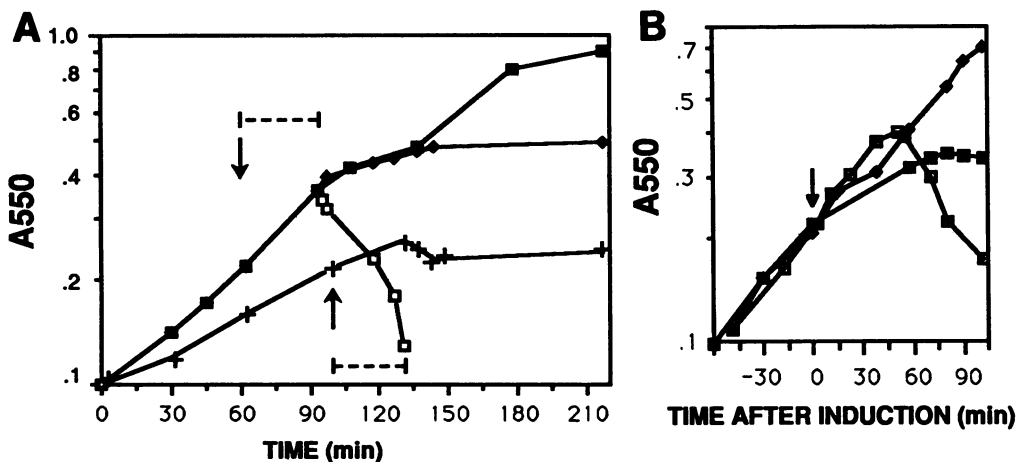 A
1.0
.8
.6
.4
.2
.1
A550
0 30 60 90 120 150 180 210
TIME (min)
B
.7
.5
.3
.1
A550
-30 0 30 60 90
TIME AFTER INDUCTION (min)